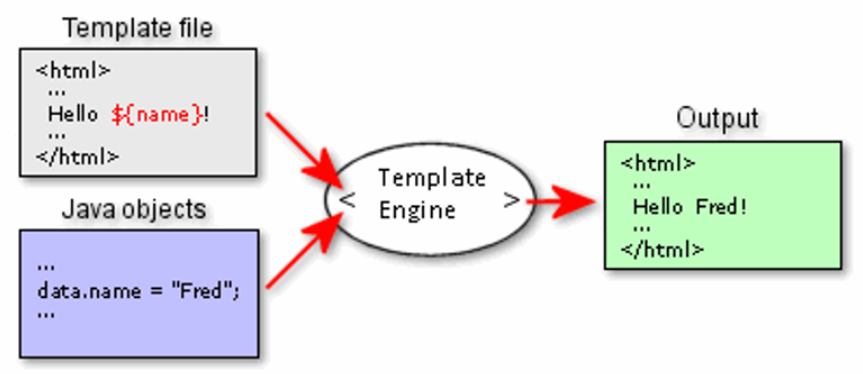 Template file
<html>
...
Hello ${name}!
...
</html>
Java objects
...
data.name = "Fred";
...
< Template
Engine >
Output
<html>
...
Hello Fred!
...
</html>